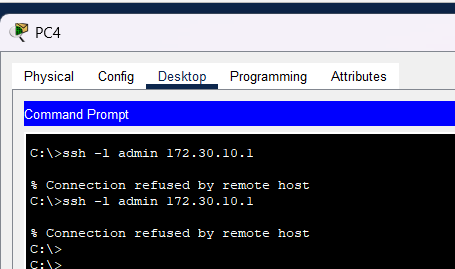 PC4
Physical Config Desktop Programming Attributes
Command Prompt
C:\>ssh -l admin 172.30.10.1
% Connection refused by remote host
C:\>ssh -l admin 172.30.10.1
% Connection refused by remote host
C:\>
C:\>